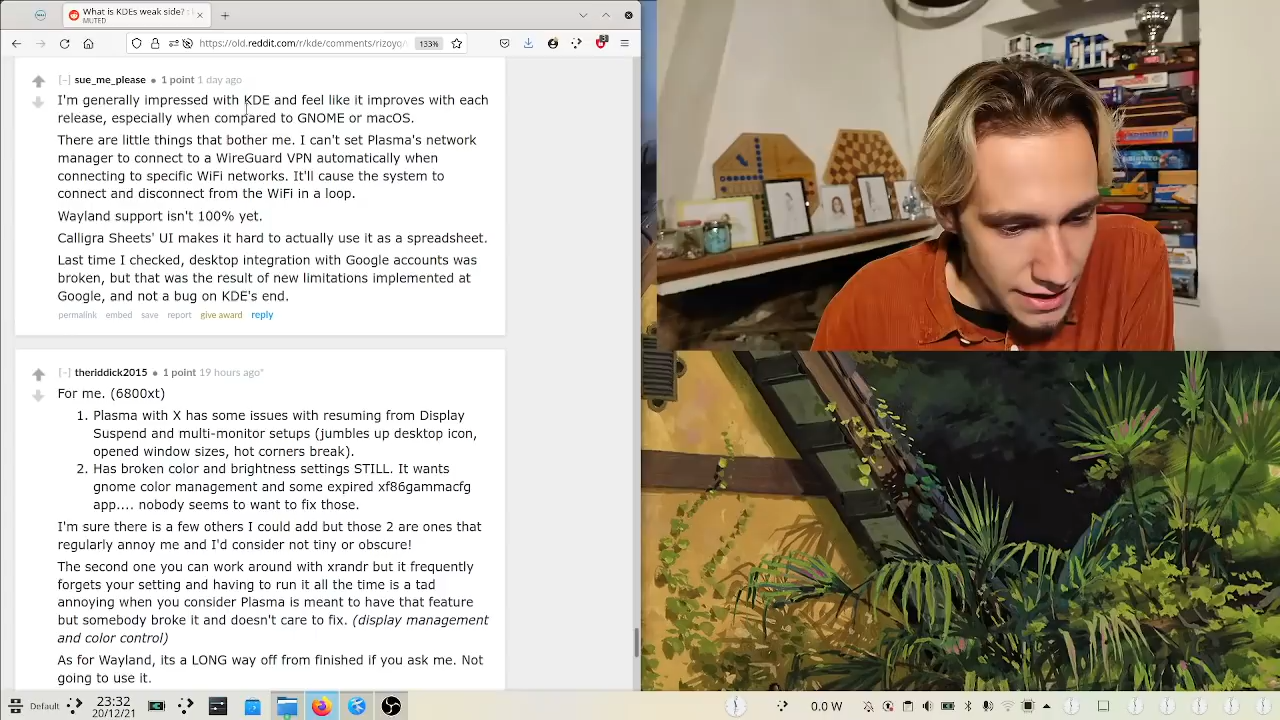 What is KDEs weak side? :
MUTED
https://old.reddit.com/r/kde/comments/rizoyo/
133%
[–] sue_me_please • 1 point 1 day ago
I'm generally impressed with KDE and feel like it improves with each
release, especially when compared to GNOME or macOS.
There are little things that bother me. I can't set Plasma's network
manager to connect to a WireGuard VPN automatically when
connecting to specific WiFi networks. It'll cause the system to
connect and disconnect from the WiFi in a loop.
Wayland support isn't 100% yet.
Calligra Sheets' UI makes it hard to actually use it as a spreadsheet.
Last time I checked, desktop integration with Google accounts was
broken, but that was the result of new limitations implemented at
Google, and not a bug on KDE's end.
permalink embed save report give award reply
[–] theriddick2015 • 1 point 19 hours ago*
For me. (6800xt)
1. Plasma with X has some issues with resuming from Display
Suspend and multi-monitor setups (jumbles up desktop icon,
opened window sizes, hot corners break).
2. Has broken color and brightness settings STILL. It wants
gnome color management and some expired xf86gammacfg
app.... nobody seems to want to fix those.
I'm sure there is a few others I could add but those 2 are ones that
regularly annoy me and I'd consider not tiny or obscure!
The second one you can work around with xrandr but it frequently
forgets your setting and having to run it all the time is a tad
annoying when you consider Plasma is meant to have that feature
but somebody broke it and doesn't care to fix. (display management
and color control)
As for Wayland, its a LONG way off from finished if you ask me. Not
going to use it.
Default
23:32
20/12/21
0.0 W